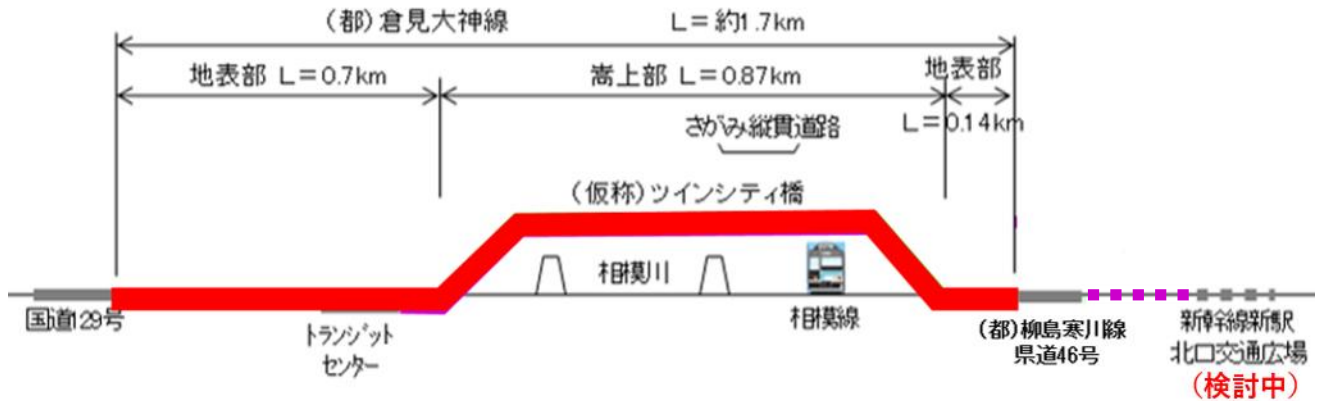 (都)倉見大神線 L=約1.7km
地表部 L=0.7km
嵩上部 L=0.87km
地表部
L=0.14km
さがみ縦貫道路
(仮称)ツインシティ橋
相模川
相模線
国道129号
トランジット
センター
(都)柳島寒川線
県道46号
新幹線新駅
北口交通広場
(検討中)